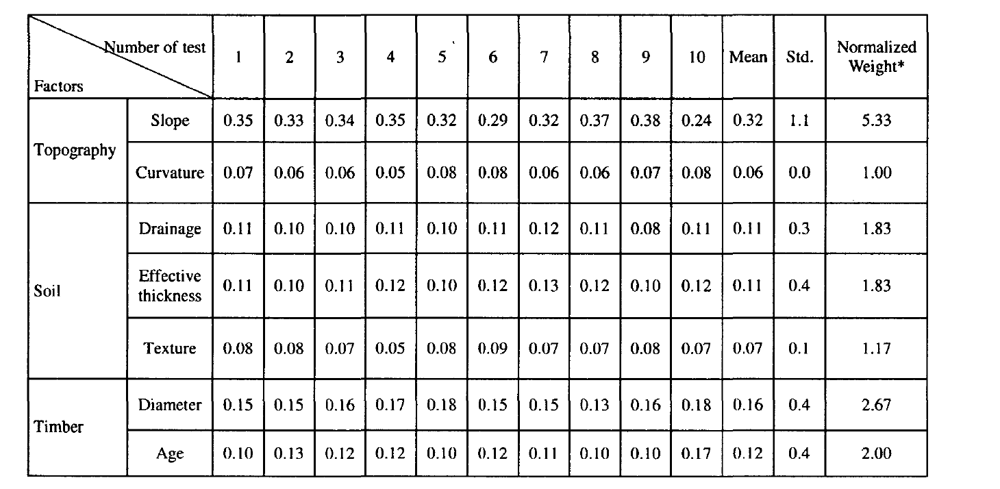 Number of test 1 2 3 4 5 6 7 8 9 10 Mean Std. Normalized
Weight*
Factors
Topography Slope 0.35 0.33 0.34 0.35 0.32 0.29 0.32 0.37 0.38 0.24 0.32 1.1 5.33
Curvature 0.07 0.06 0.06 0.05 0.08 0.08 0.06 0.06 0.07 0.08 0.06 0.0 1.00
Soil Drainage 0.11 0.10 0.10 0.11 0.10 0.11 0.12 0.11 0.08 0.11 0.11 0.3 1.83
Effective
thickness 0.11 0.10 0.11 0.12 0.10 0.12 0.13 0.12 0.10 0.12 0.11 0.4 1.83
Texture 0.08 0.08 0.07 0.05 0.08 0.09 0.07 0.07 0.08 0.07 0.07 0.1 1.17
Timber Diameter 0.15 0.15 0.16 0.17 0.18 0.15 0.15 0.13 0.16 0.18 0.16 0.4 2.67
Age 0.10 0.13 0.12 0.12 0.10 0.12 0.11 0.10 0.10 0.17 0.12 0.4 2.00